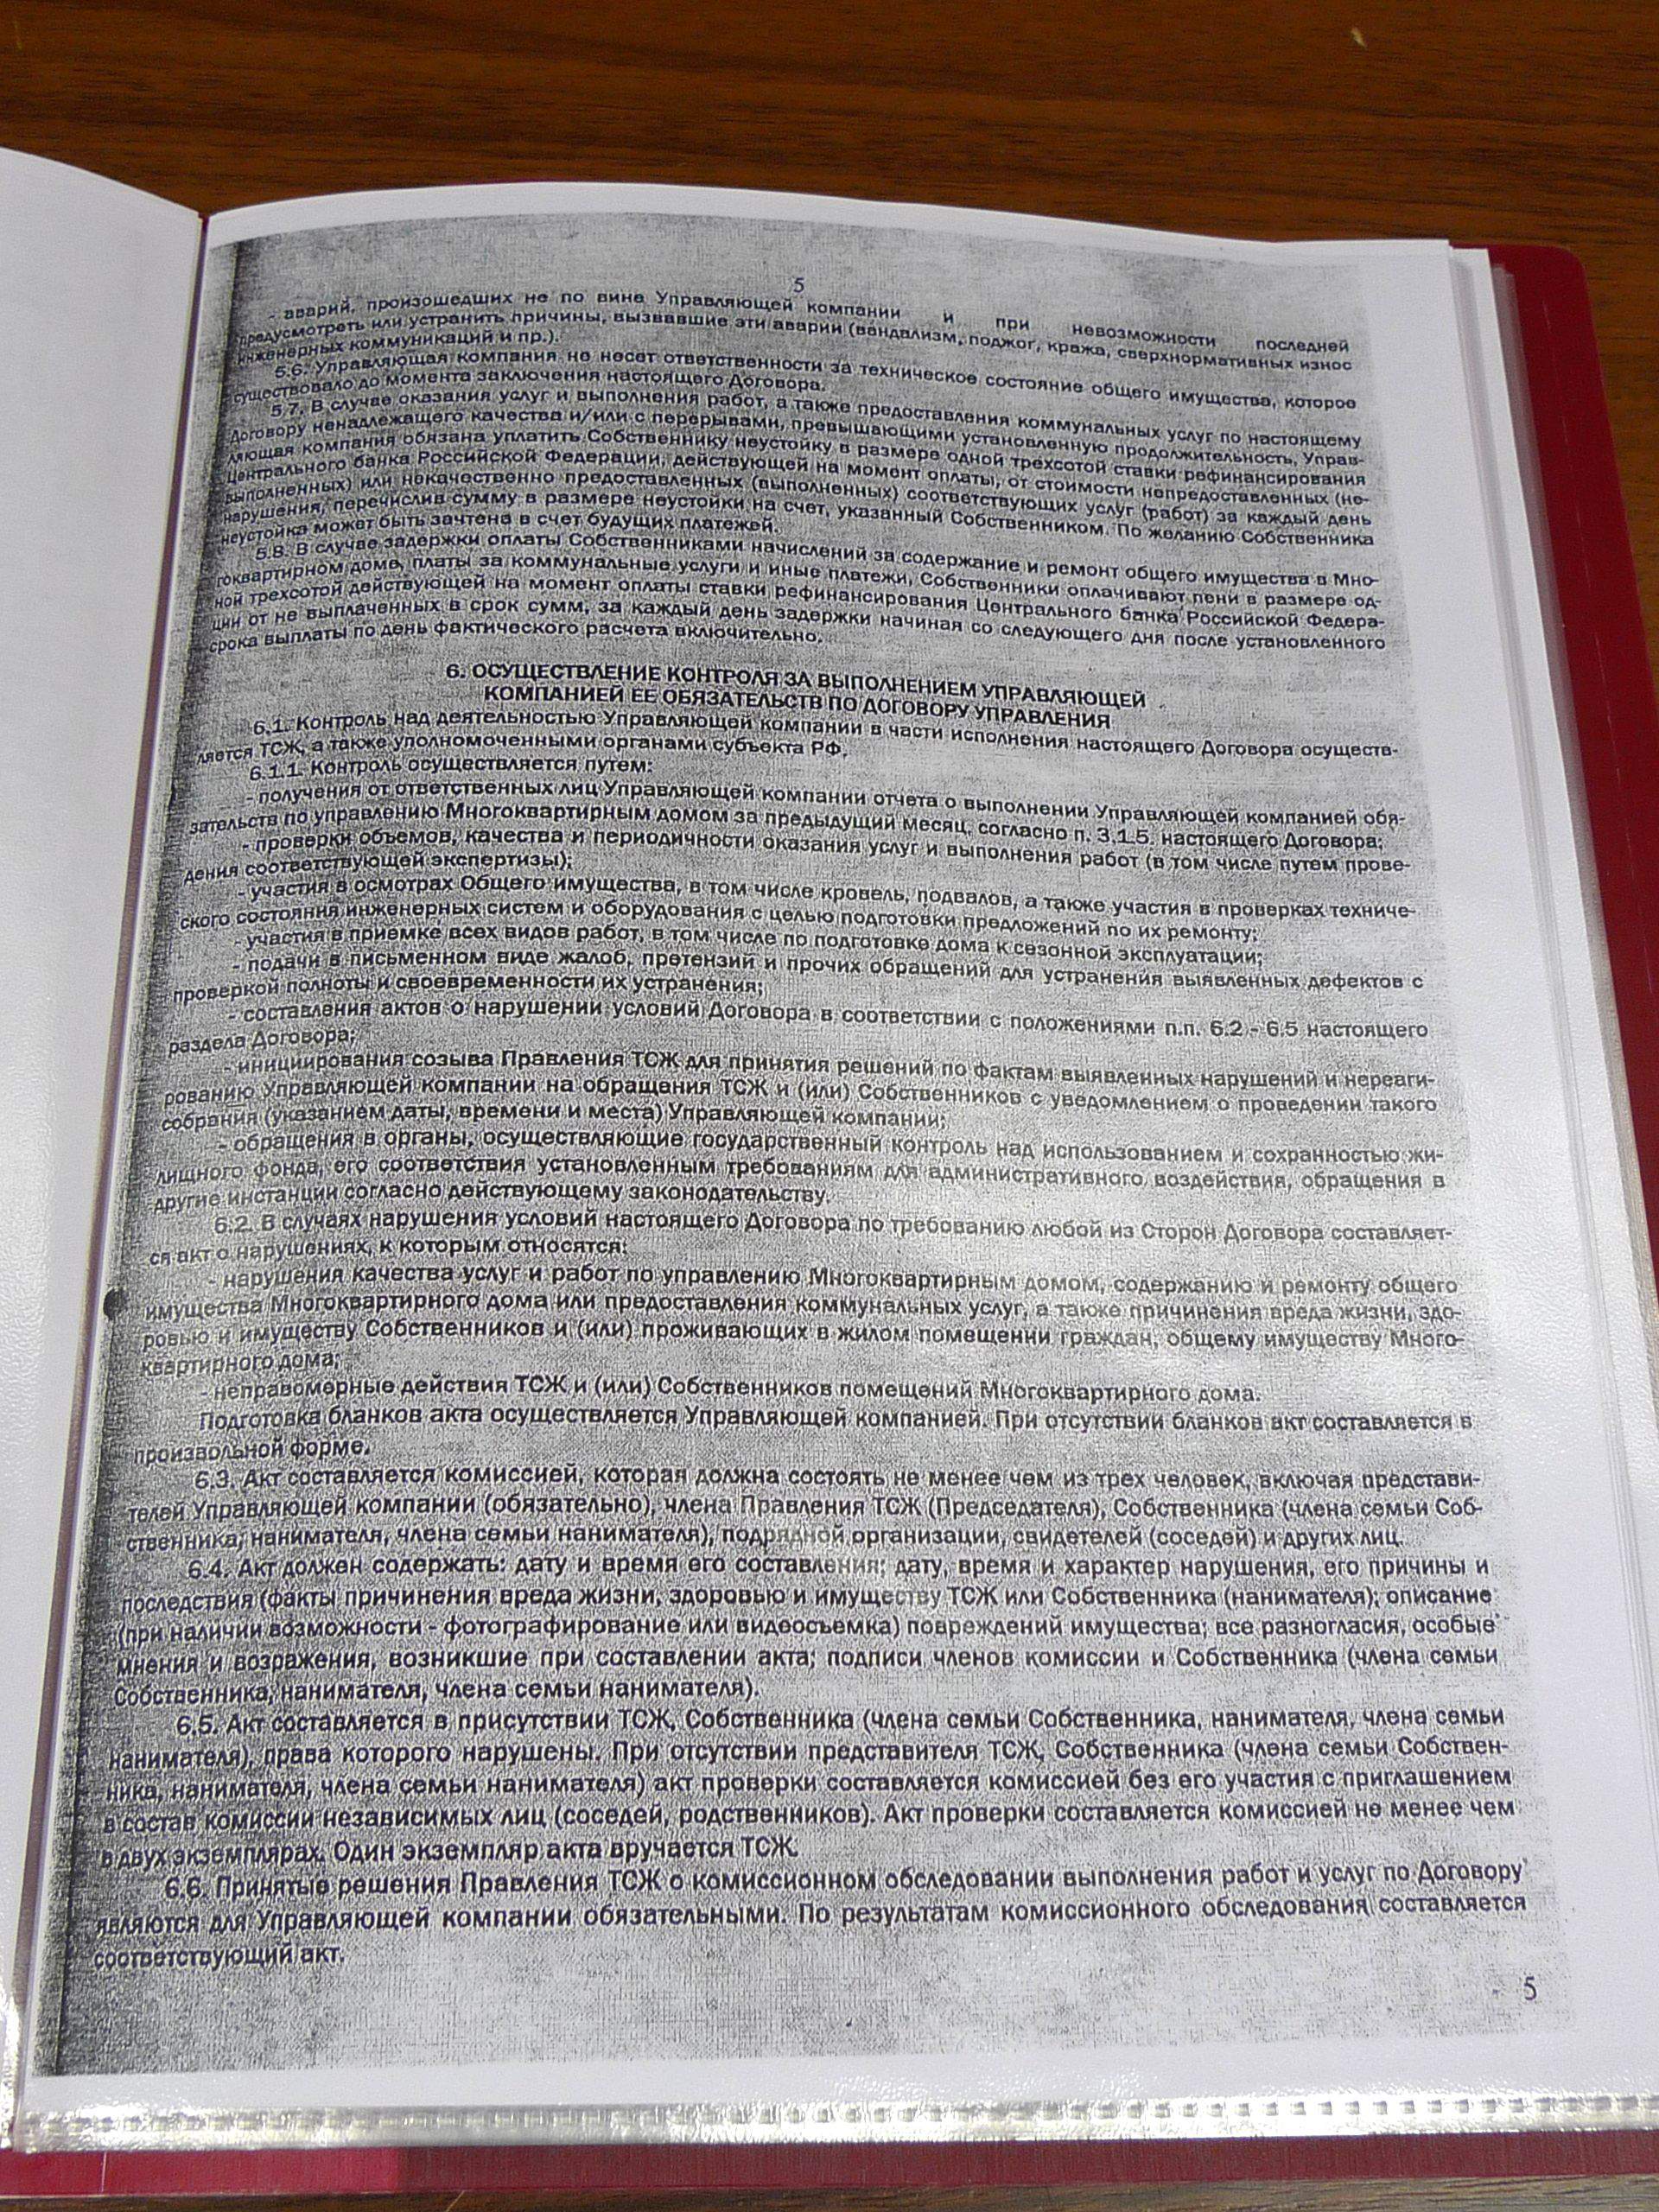 5
- аварий, произошедших не по вине Управляющей компании и при невозможности последней
предусмотреть или устранить причины, вызвавшие эти аварии (вандализм, поджог, кража, сверхнормативных износ
инженерных коммуникаций и пр.).
5.6. Управляющая компания не несет ответственности за техническое состояние общего имущества, которое
существовало до момента заключения настоящего Договора.
5.7. В случае оказания услуг и выполнения работ, а также предоставления коммунальных услуг по настоящему
Договору ненадлежащего качества и/или с перерывами, превышающими установленную продолжительность, Управ-
ляющая компания обязана уплатить Собственнику неустойку в размере одной трехсотой ставки рефинансирования
Центрального банка Российской Федерации, действующей на момент оплаты, от стоимости непредоставленных (не-
выполненных) или некачественно предоставленных (выполненных) соответствующих услуг (работ) за каждый день
нарушения, перечислив сумму в размере неустойки на счет, указанный Собственником. По желанию Собственника
неустойка может быть зачтена в счет будущих платежей.
5.8. В случае задержки оплаты Собственниками начислений за содержание и ремонт общего имущества в Мно-
гоквартирном доме, платы за коммунальные услуги и иные платежи, Собственники оплачивают пени в размере од-
ной трехсотой действующей на момент оплаты ставки рефинансирования Центрального банка Российской Федера-
ции от не выплаченных в срок сумм, за каждый день задержки начиная со следующего дня после установленного
срока выплаты по день фактического расчета включительно.
6. ОСУЩЕСТВЛЕНИЕ КОНТРОЛЯ ЗА ВЫПОЛНЕНИЕМ УПРАВЛЯЮЩЕЙ
КОМПАНИЕЙ ЕЕ ОБЯЗАТЕЛЬСТВ ПО ДОГОВОРУ УПРАВЛЕНИЯ
6.1. Контроль над деятельностью Управляющей компании в части исполнения настоящего Договора осуществ-
ляется ТСЖ, а также уполномоченными органами субъекта РФ.
6.1.1. Контроль осуществляется путем:
- получения от ответственных лиц Управляющей компании отчета о выполнении Управляющей компанией обя-
зательств по управлению Многоквартирным домом за предыдущий месяц, согласно п. 3.1.5. настоящего Договора;
- проверки объемов, качества и периодичности оказания услуг и выполнения работ (в том числе путем прове-
дения соответствующей экспертизы);
- участия в осмотрах Общего имущества, в том числе кровель, подвалов, а также участия в проверках техниче-
ского состояния инженерных систем и оборудования с целью подготовки предложений по их ремонту;
- участия в приемке всех видов работ, в том числе по подготовке дома к сезонной эксплуатации;
- подачи в письменном виде жалоб, претензий и прочих обращений для устранения выявленных дефектов с
проверкой полноты и своевременности их устранения;
- составления актов о нарушении условий Договора в соответствии с положениями п.п. 6.2 - 6.5 настоящего
раздела Договора;
- инициирования созыва Правления ТСЖ для принятия решений по фактам выявленных нарушений и нереаги-
рованию Управляющей компании на обращения ТСЖ и (или) Собственников с уведомлением о проведении такого
собрания (указанием даты, времени и места) Управляющей компании;
- обращения в органы, осуществляющие государственный контроль над использованием и сохранностью жи-
лищного фонда, его соответствия установленным требованиям для административного воздействия, обращения в
другие инстанции согласно действующему законодательству.
6.2. В случаях нарушения условий настоящего Договора по требованию любой из Сторон Договора составляет-
ся акт о нарушениях, к которым относятся:
- нарушения качества услуг и работ по управлению Многоквартирным домом, содержанию и ремонту общего
имущества Многоквартирного дома или предоставления коммунальных услуг, а также причинения вреда жизни, здо-
ровью и имуществу Собственников и (или) проживающих в жилом помещении граждан, общему имуществу Много-
квартирного дома;
- неправомерные действия ТСЖ и (или) Собственников помещений Многоквартирного дома.
Подготовка бланков акта осуществляется Управляющей компанией. При отсутствии бланков акт составляется в
произвольной форме.
6.3. Акт составляется комиссией, которая должна состоять не менее чем из трех человек, включая представи-
телей Управляющей компании (обязательно), члена Правления ТСЖ (Председателя), Собственника (члена семьи Соб-
ственника, нанимателя, члена семьи нанимателя), подрядной организации, свидетелей (соседей) и других лиц.
6.4. Акт должен содержать: дату и время его составления; дату, время и характер нарушения, его причины и
последствия (факты причинения вреда жизни, здоровью и имуществу ТСЖ или Собственника (нанимателя); описание
(при наличии возможности - фотографирование или видеосъемка) повреждений имущества; все разногласия, особые
мнения и возражения, возникшие при составлении акта; подписи членов комиссии и Собственника (члена семьи
Собственника, нанимателя, члена семьи нанимателя).
6.5. Акт составляется в присутствии ТСЖ, Собственника (члена семьи Собственника, нанимателя, члена семьи
нанимателя), права которого нарушены. При отсутствии представителя ТСЖ, Собственника (члена семьи Собствен-
ника, нанимателя, члена семьи нанимателя) акт проверки составляется комиссией без его участия с приглашением
в состав комиссии независимых лиц (соседей, родственников). Акт проверки составляется комиссией не менее чем
в двух экземплярах. Один экземпляр акта вручается ТСЖ.
6.6. Принятые решения Правления ТСЖ о комиссионном обследовании выполнения работ и услуг по Договору
являются для Управляющей компании обязательными. По результатам комиссионного обследования составляется
соответствующий акт.
5